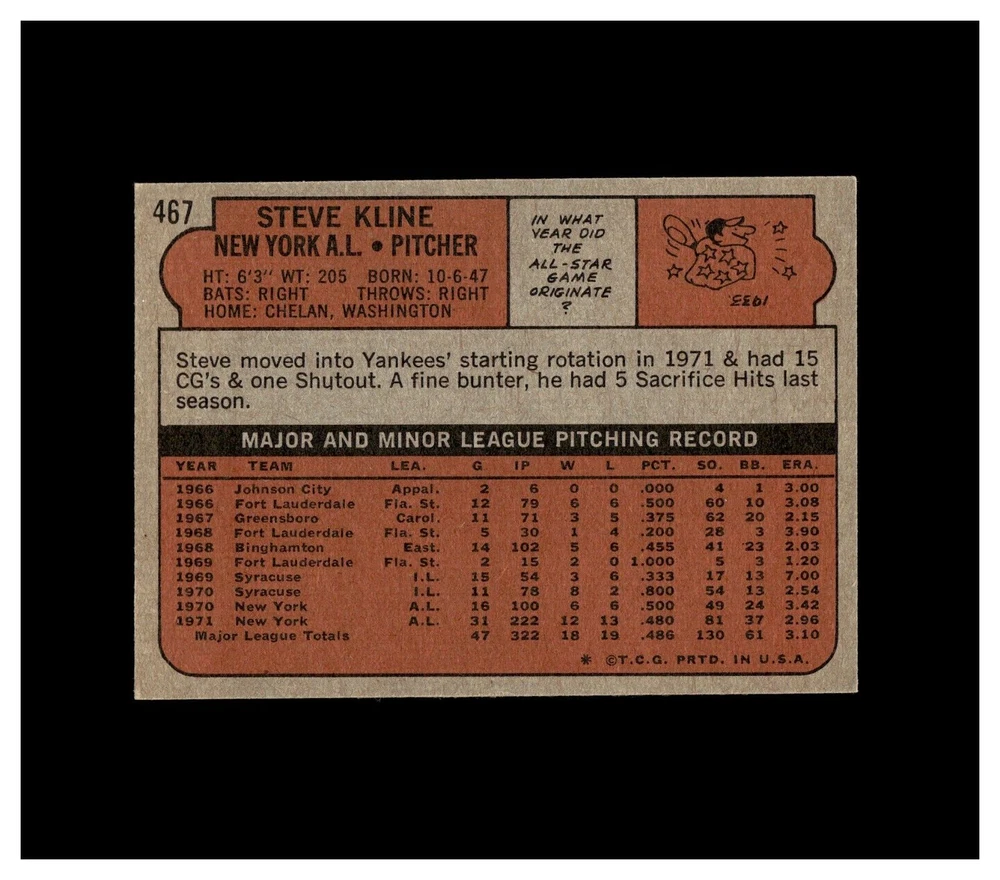 467
STEVE KLINE
NEW YORK A.L. • PITCHER
HT: 6'3" WT: 205 BORN: 10-6-47
BATS: RIGHT THROWS: RIGHT
HOME: CHELAN, WASHINGTON
IN WHAT
YEAR DID
THE
ALL-STAR
GAME
ORIGINATE
?
1933
Steve moved into Yankees' starting rotation in 1971 & had 15
CG's & one Shutout. A fine bunter, he had 5 Sacrifice Hits last
season.
MAJOR AND MINOR LEAGUE PITCHING RECORD
YEAR TEAM LEA. G IP W L PCT. SO. BB. ERA.
1966 Johnson City Appal. 2 6 0 0 .000 4 1 3.00
1966 Fort Lauderdale Fla. St. 12 79 6 6 .500 60 10 3.08
1967 Greensboro Carol. 11 71 3 5 .375 62 20 2.15
1968 Fort Lauderdale Fla. St. 5 30 1 4 .200 28 3 3.90
1968 Binghamton East. 14 102 5 6 .455 41 23 2.03
1969 Fort Lauderdale Fla. St. 2 15 2 0 1.000 5 3 1.20
1969 Syracuse I.L. 15 54 3 6 .333 17 13 7.00
1970 Syracuse I.L. 11 78 8 2 .800 54 13 2.54
1970 New York A.L. 16 100 6 6 .500 49 24 3.42
1971 New York A.L. 31 222 12 13 .480 81 37 2.96
Major League Totals 47 322 18 19 .486 130 61 3.10
* ©T.C.G. PRTD. IN U.S.A.